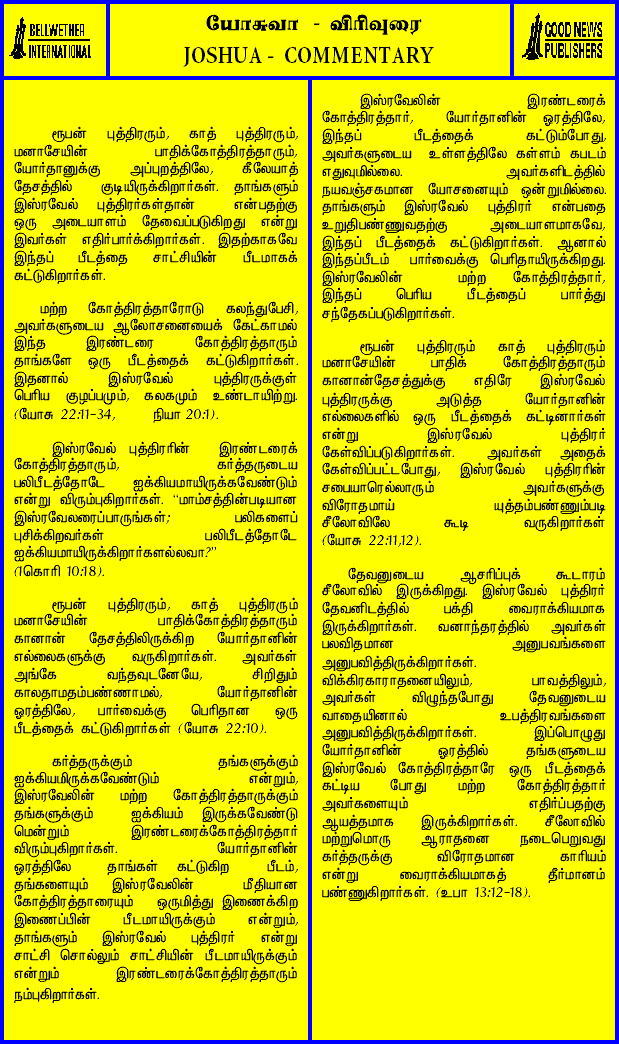 BELLWETHER
INTERNATIONAL
யோசுவா - விரிவுரை
JOSHUA - COMMENTARY
GOOD NEWS
PUBLISHERS
ரூபன் புத்திரரும், காத் புத்திரரும்,
மனாசேயின் பாதிக்கோத்திரத்தாரும்,
யோர்தானுக்கு அப்புறத்திலே, கீலேயாத்
தேசத்தில் குடியிருக்கிறார்கள். தாங்களும்
இஸ்ரவேல் புத்திரர்கள்தான் என்பதற்கு
ஒரு அடையாளம் தேவைப்படுகிறது என்று
இவர்கள் எதிர்பார்க்கிறார்கள். இதற்காகவே
இந்தப் பீடத்தை சாட்சியின் பீடமாகக்
கட்டுகிறார்கள்.
மற்ற கோத்திரத்தாரோடு கலந்துபேசி,
அவர்களுடைய ஆலோசனையைக் கேட்காமல்
இந்த இரண்டரை கோத்திரத்தாரும்
தாங்களே ஒரு பீடத்தைக் கட்டுகிறார்கள்.
இதனால் இஸ்ரவேல் புத்திரருக்குள்
பெரிய குழப்பமும், கலகமும் உண்டாயிற்று.
(யோசு 22:11-34, நியா 20:1).
இஸ்ரவேல் புத்திரரின் இரண்டரைக்
கோத்திரத்தாரும், கர்த்தருடைய
பலிபீடத்தோடே ஐக்கியமாயிருக்கவேண்டும்
என்று விரும்புகிறார்கள். “மாம்சத்தின்படியான
இஸ்ரவேலரைப்பாருங்கள்; பலிகளைப்
புசிக்கிறவர்கள் பலிபீடத்தோடே
ஐக்கியமாயிருக்கிறார்களல்லவா?”
(1கொரி 10:18).
ரூபன் புத்திரரும், காத் புத்திரரும்
மனாசேயின் பாதிக்கோத்திரத்தாரும்
கானான் தேசத்திலிருக்கிற யோர்தானின்
எல்லைகளுக்கு வருகிறார்கள். அவர்கள்
அங்கே வந்தவுடனேயே, சிறிதும்
காலதாமதம்பண்ணாமல், யோர்தானின்
ஓரத்திலே, பார்வைக்கு பெரிதான ஒரு
பீடத்தைக் கட்டுகிறார்கள் (யோசு 22:10).
கர்த்தருக்கும் தங்களுக்கும்
ஐக்கியமிருக்கவேண்டும் என்றும்,
இஸ்ரவேலின் மற்ற கோத்திரத்தாருக்கும்
தங்களுக்கும் ஐக்கியம் இருக்கவேண்டு
மென்றும் இரண்டரைக்கோத்திரத்தார்
விரும்புகிறார்கள். யோர்தானின்
ஓரத்திலே தாங்கள் கட்டுகிற பீடம்,
தங்களையும் இஸ்ரவேலின் மீதியான
கோத்திரத்தாரையும் ஒருமித்து இணைக்கிற
இணைப்பின் பீடமாயிருக்கும் என்றும்,
தாங்களும் இஸ்ரவேல் புத்திரர் என்று
சாட்சி சொல்லும் சாட்சியின் பீடமாயிருக்கும்
என்றும் இரண்டரைக்கோத்திரத்தாரும்
நம்புகிறார்கள்.
இஸ்ரவேலின் இரண்டரைக்
கோத்திரத்தார், யோர்தானின் ஓரத்திலே,
இந்தப் பீடத்தைக் கட்டும்போது,
அவர்களுடைய உள்ளத்திலே கள்ளம் கபடம்
எதுவுமில்லை. அவர்களிடத்தில்
நயவஞ்சகமான யோசனையும் ஒன்றுமில்லை.
தாங்களும் இஸ்ரவேல் புத்திரர் என்பதை
உறுதிபண்ணுவதற்கு அடையாளமாகவே,
இந்தப் பீடத்தைக் கட்டுகிறார்கள். ஆனால்
இந்தப்பீடம் பார்வைக்கு பெரிதாயிருக்கிறது.
இஸ்ரவேலின் மற்ற கோத்திரத்தார்,
இந்தப் பெரிய பீடத்தைப் பார்த்து
சந்தேகப்படுகிறார்கள்.
ரூபன் புத்திரரும் காத் புத்திரரும்
மனாசேயின் பாதிக் கோத்திரத்தாரும்
கானான்தேசத்துக்கு எதிரே இஸ்ரவேல்
புத்திரருக்கு அடுத்த யோர்தானின்
எல்லைகளில் ஒரு பீடத்தைக் கட்டினார்கள்
என்று இஸ்ரவேல் புத்திரர்
கேள்விப்படுகிறார்கள். அவர்கள் அதைக்
கேள்விப்பட்டபோது, இஸ்ரவேல் புத்திரரின்
சபையாரெல்லாரும் அவர்களுக்கு
விரோதமாய் யுத்தம்பண்ணும்படி
சீலோவிலே கூடி வருகிறார்கள்
(யோசு 22:11,12).
தேவனுடைய ஆசரிப்புக் கூடாரம்
சீலோவில் இருக்கிறது. இஸ்ரவேல் புத்திரர்
தேவனிடத்தில் பக்தி வைராக்கியமாக
இருக்கிறார்கள். வனாந்தரத்தில் அவர்கள்
பலவிதமான அனுபவங்களை
அனுபவித்திருக்கிறார்கள்.
விக்கிரகாராதனையிலும், பாவத்திலும்,
அவர்கள் விழுந்தபோது தேவனுடைய
வாதையினால் உபத்திரவங்களை
அனுபவித்திருக்கிறார்கள். இப்பொழுது
யோர்தானின் ஓரத்தில் தங்களுடைய
இஸ்ரவேல் கோத்திரத்தாரே ஒரு பீடத்தைக்
கட்டிய போது மற்ற கோத்திரத்தார்
அவர்களையும் எதிர்ப்பதற்கு
ஆயத்தமாக இருக்கிறார்கள். சீலோவில்
மற்றுமொரு ஆராதனை நடைபெறுவது
கர்த்தருக்கு விரோதமான காரியம்
என்று வைராக்கியமாகத் தீர்மானம்
பண்ணுகிறார்கள். (உபா 13:12-18).